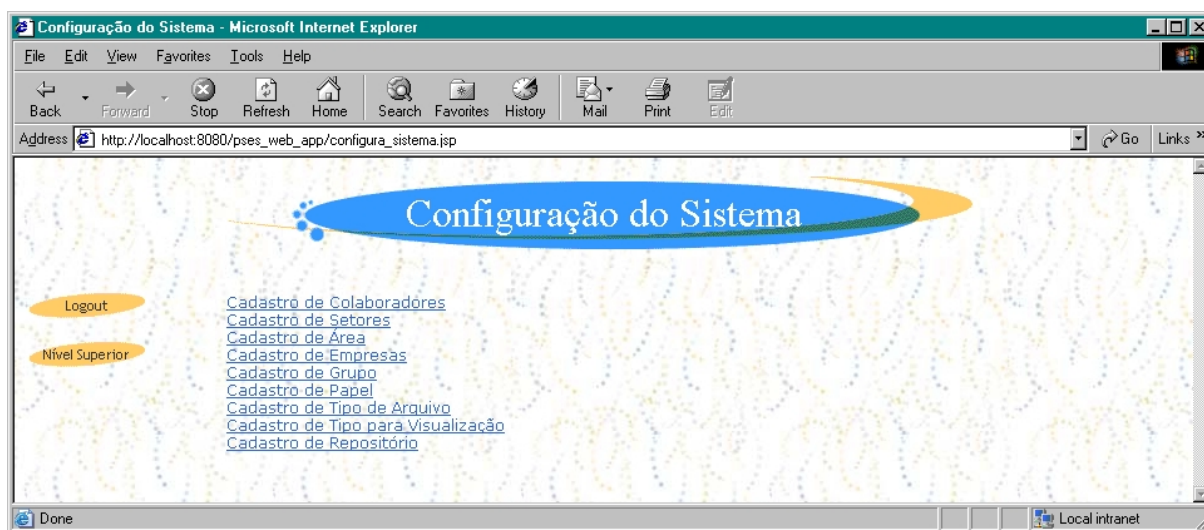 Configuração do Sistema - Microsoft Internet Explorer
File Edit View Favorites Tools Help
Back Forward Stop Refresh Home Search Favorites History Mail Print Edit
Address http://localhost:8080/pses_web_app/configura_sistema.jsp Go Links »
Configuração do Sistema
Logout
Nível Superior
Cadastro de Colaboradores
Cadastro de Setores
Cadastro de Área
Cadastro de Empresas
Cadastro de Grupo
Cadastro de Papel
Cadastro de Tipo de Arquivo
Cadastro de Tipo para Visualização
Cadastro de Repositório
Done Local intranet